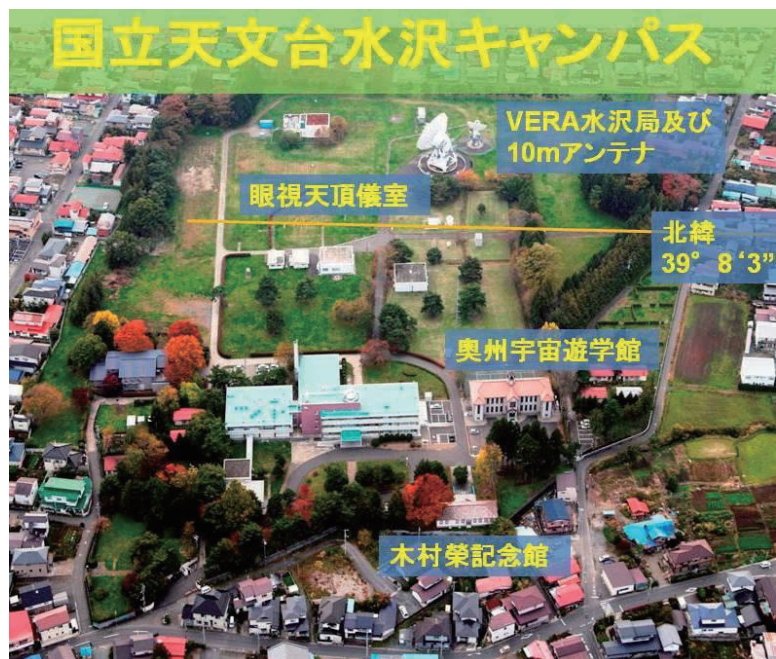 国立天文台水沢キャンパス
VERA水沢局及び
10mアンテナ
眼視天頂儀室
北緯
39°8‘3”
奥州宇宙遊学館
木村榮記念館